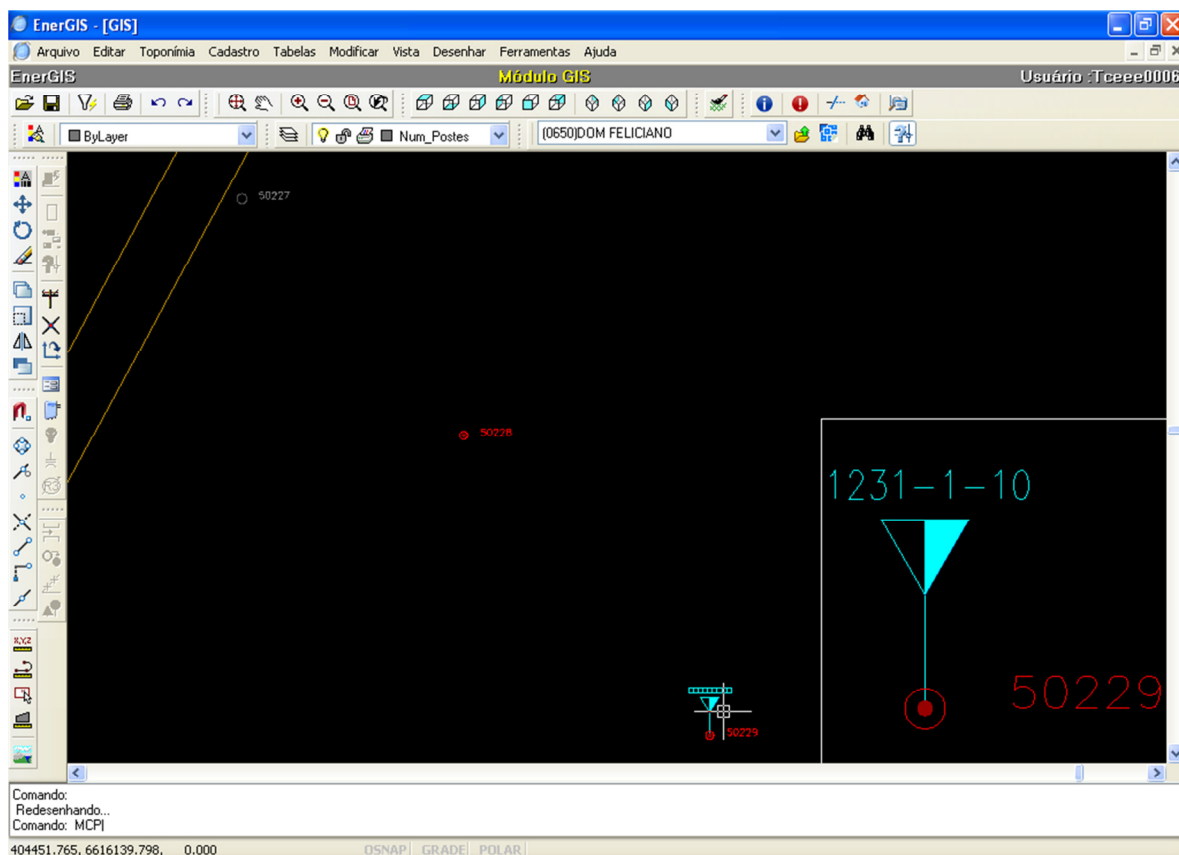 EnerGIS - [GIS]
Arquivo Editar Toponímia Cadastro Tabelas Modificar Vista Desenhar Ferramentas Ajuda
EnerGIS Módulo GIS Usuário :Tceee0006
ByLayer Num_Postes (0650)DOM FELICIANO
50227
50228
1231-1-10
50229
50229
Comando:
Redesenhando...
Comando: MCP
404451.765, 6616139.798, 0.000 OSNAP GRADE POLAR